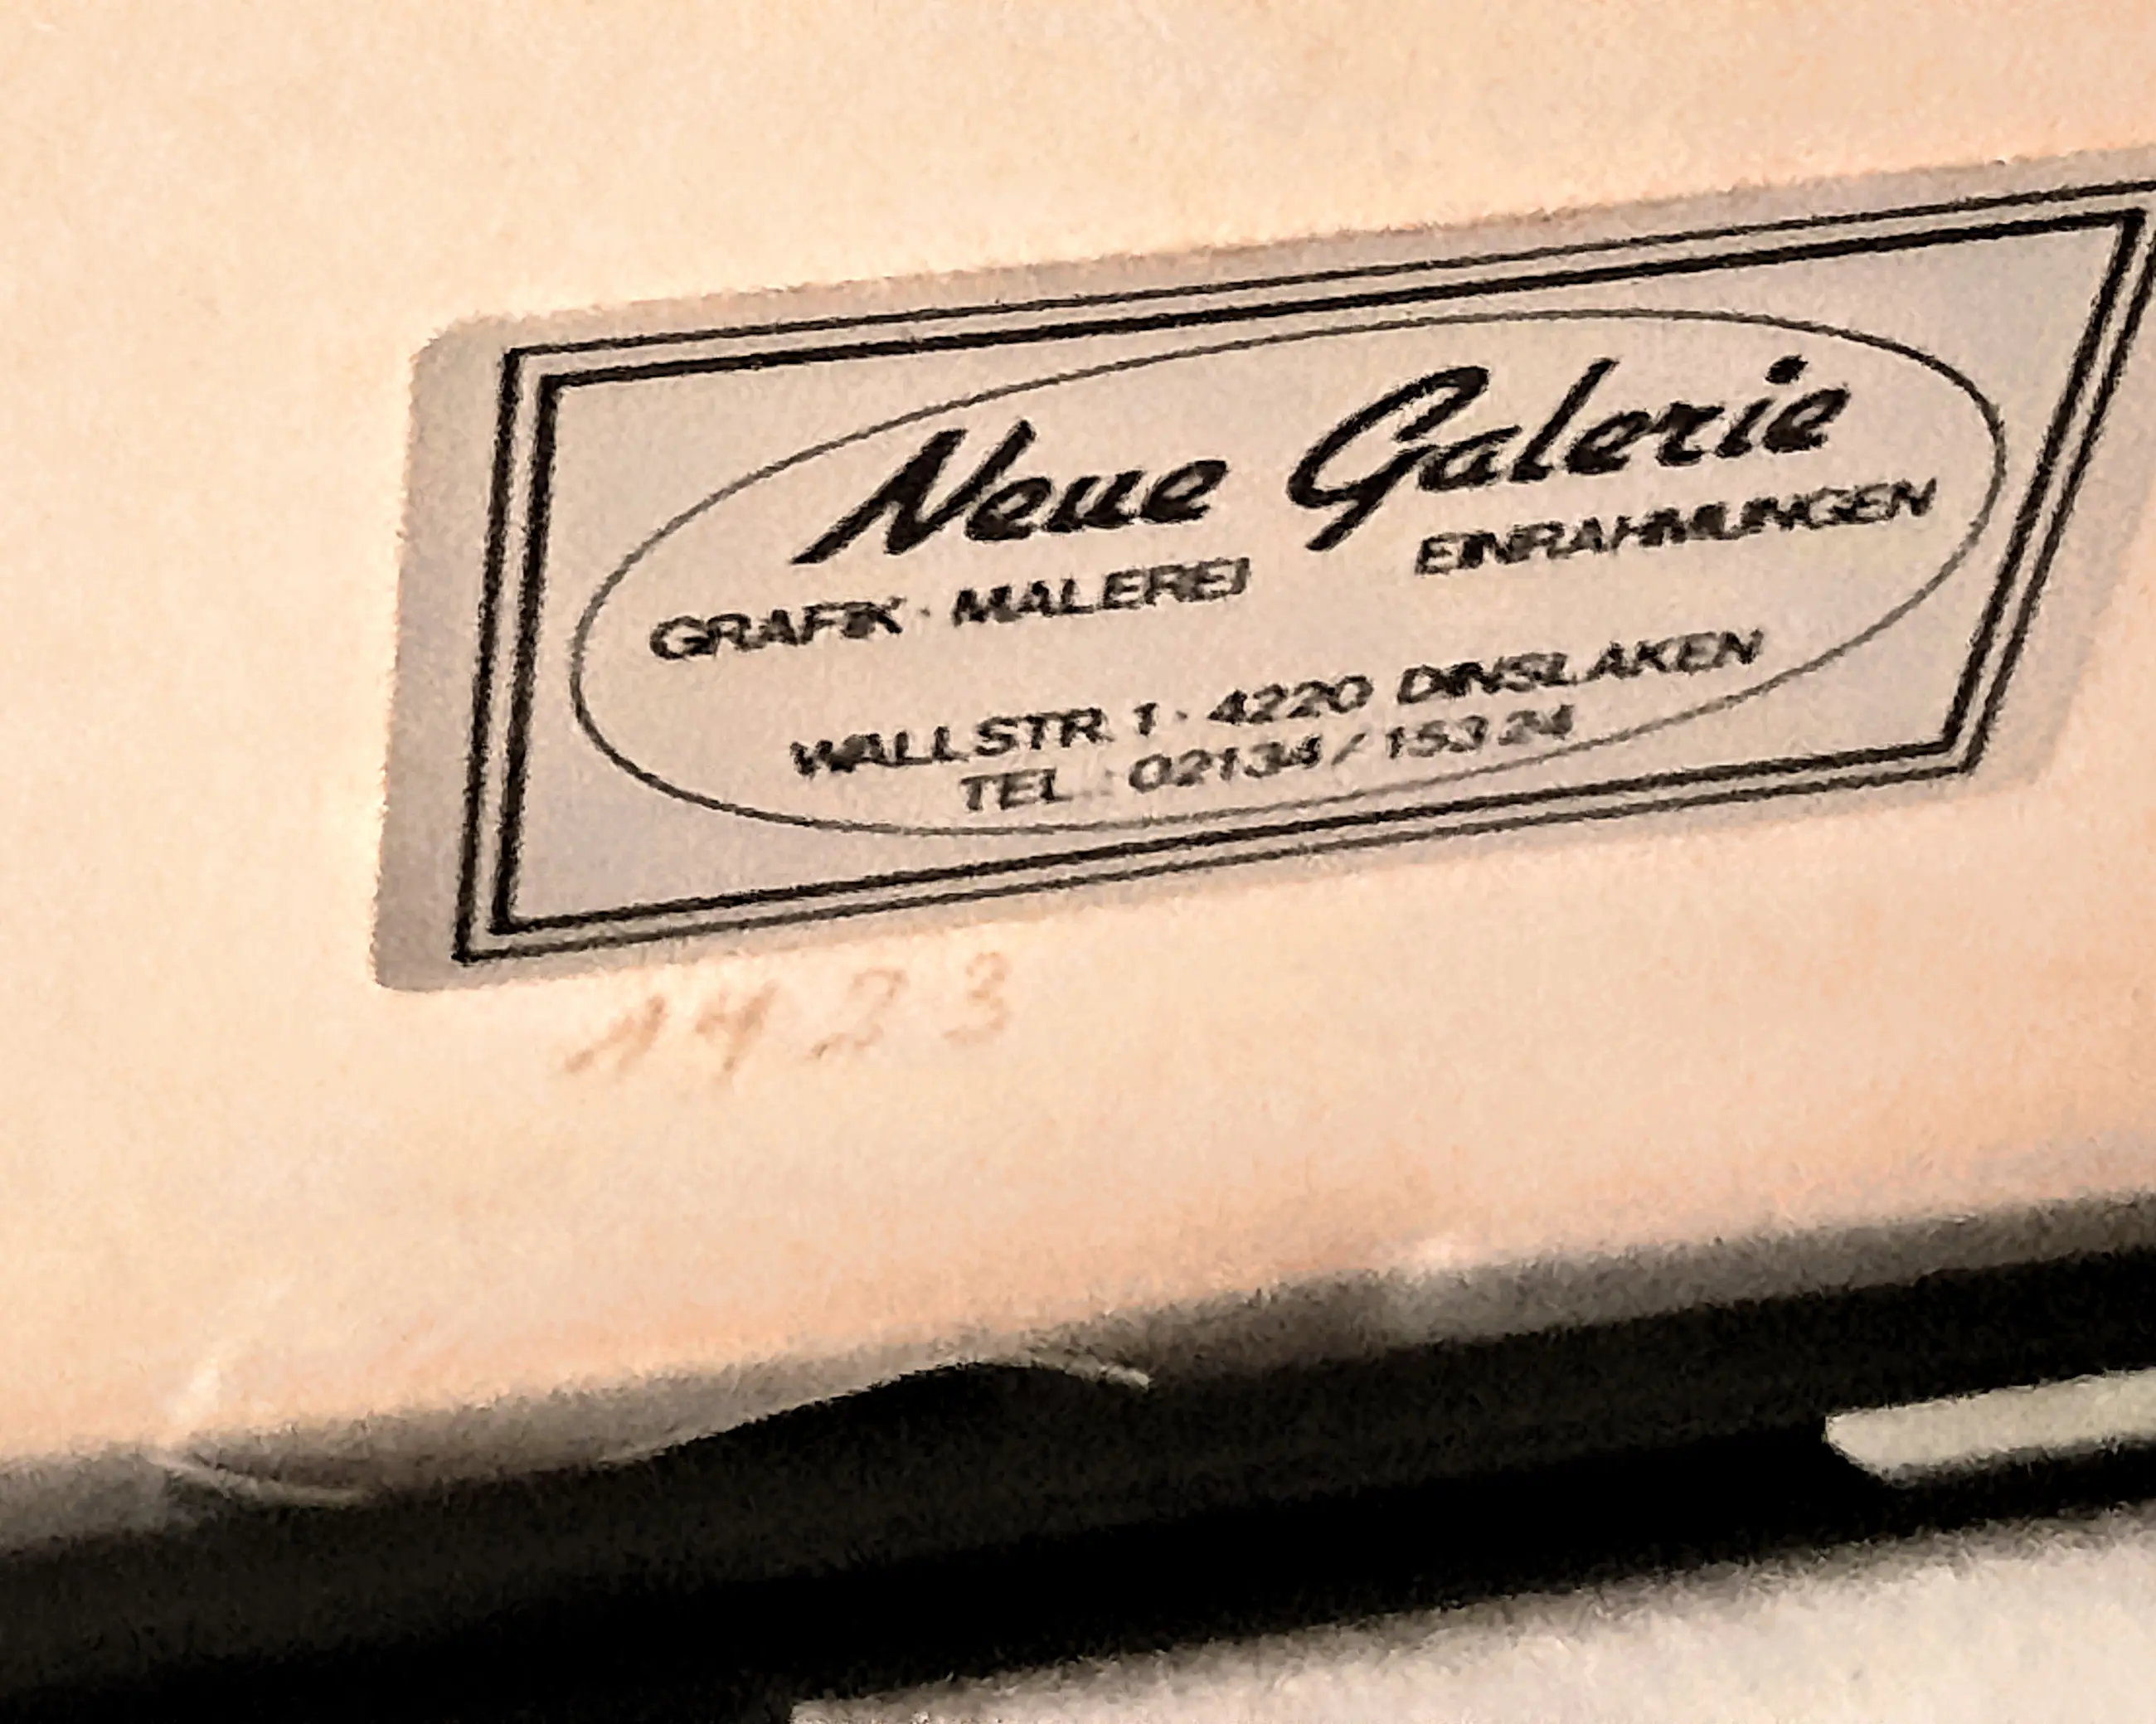 Neue Galerie
GRAFIK · MALEREI EINRAHMUNGEN
WALLSTR. 1 · 4220 DINSLAKEN
TEL.: 02134 / 153 24
1423